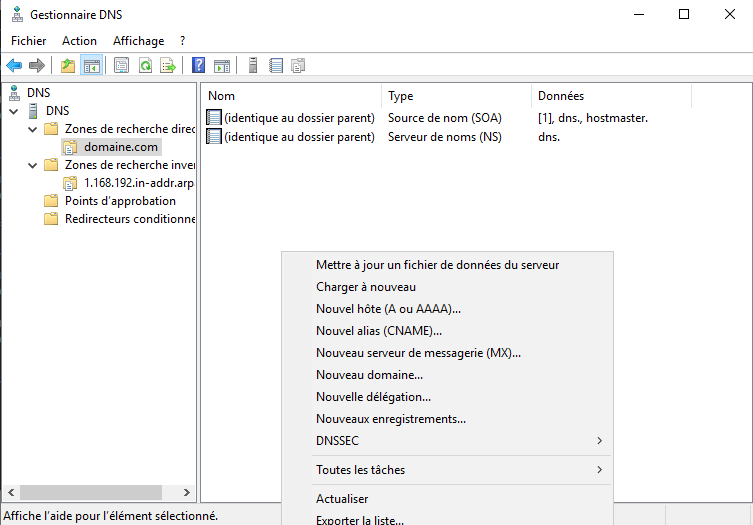 Gestionnaire DNS
Fichier Action Affichage ?
DNS
DNS
Zones de recherche direc
domaine.com
Zones de recherche inver
1.168.192.in-addr.arp
Points d'approbation
Redirecteurs conditionne
Nom Type Données
(identique au dossier parent) Source de nom (SOA) [1], dns., hostmaster.
(identique au dossier parent) Serveur de noms (NS) dns.
Mettre à jour un fichier de données du serveur
Charger à nouveau
Nouvel hôte (A ou AAAA)...
Nouvel alias (CNAME)...
Nouveau serveur de messagerie (MX)...
Nouveau domaine...
Nouvelle délégation...
Nouveaux enregistrements...
DNSSEC
Toutes les tâches
Actualiser
Exporter la liste...
Affiche l'aide pour l'élément sélectionné.